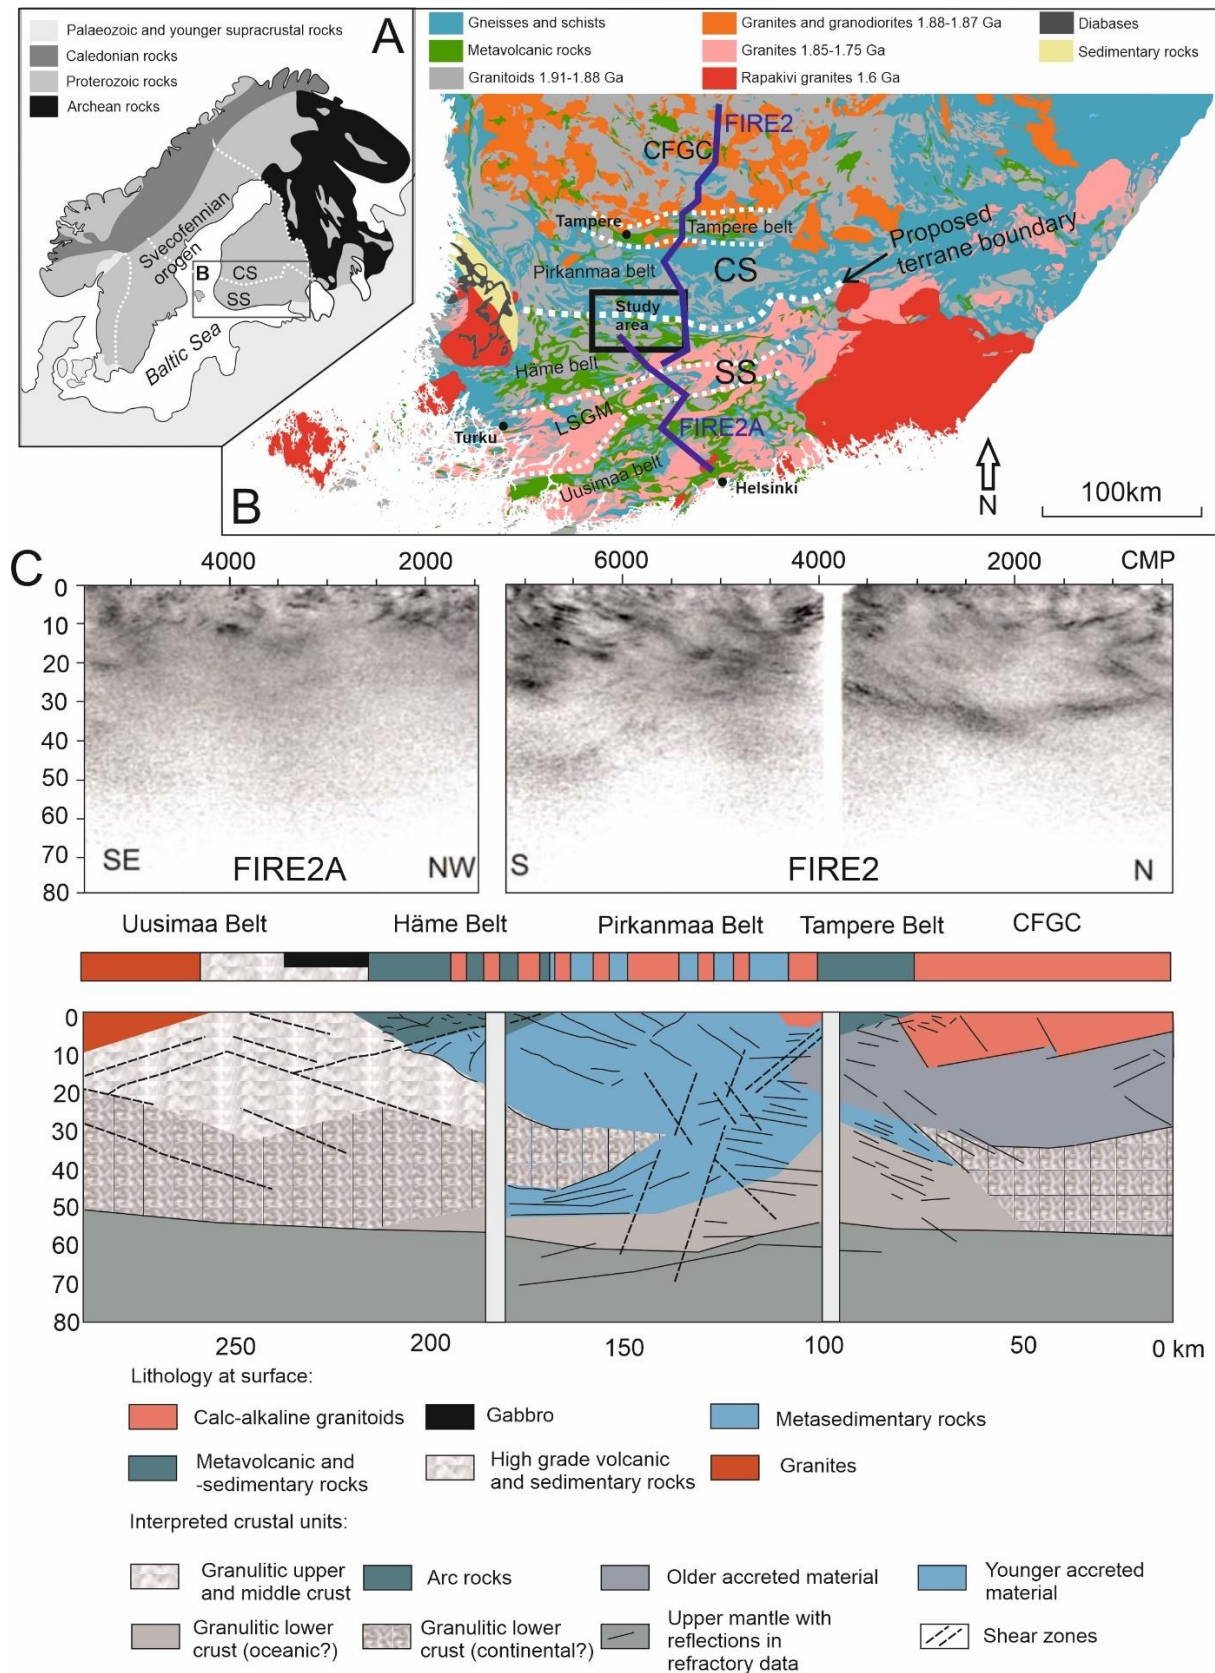 Palaeozoic and younger supracrustal rocks
Caledonian rocks
Proterozoic rocks
Archean rocks
A
Gneisses and schists
Metavolcanic rocks
Granitoids 1.91-1.88 Ga
Granites and granodiorites 1.88-1.87 Ga
Granites 1.85-1.75 Ga
Rapakivi granites 1.6 Ga
Diabases
Sedimentary rocks
Svecofennian
orogen
B
CS
SS
Baltic Sea
FIRE2
CFGC
Tampere
Tampere belt
Proposed
terrane boundary
Pirkanmaa belt
CS
Study
area
Häme belt
SS
LSGM
Turku
FIRE2A
Uusimaa belt
Helsinki
B
N
100km
C
4000
2000
6000
4000
2000
CMP
0
10
20
30
40
50
60
70
80
SE
FIRE2A
NW
S
FIRE2
N
Uusimaa Belt
Häme Belt
Pirkanmaa Belt
Tampere Belt
CFGC
0
10
20
30
40
50
60
70
80
250
200
150
100
50
0 km
Lithology at surface:
Calc-alkaline granitoids
Gabbro
Metasedimentary rocks
Metavolcanic and
-sedimentary rocks
High grade volcanic
and sedimentary rocks
Granites
Interpreted crustal units:
Granulitic upper
and middle crust
Arc rocks
Older accreted material
Younger accreted
material
Granulitic lower
crust (oceanic?)
Granulitic lower
crust (continental?)
Upper mantle with
reflections in
refractory data
Shear zones